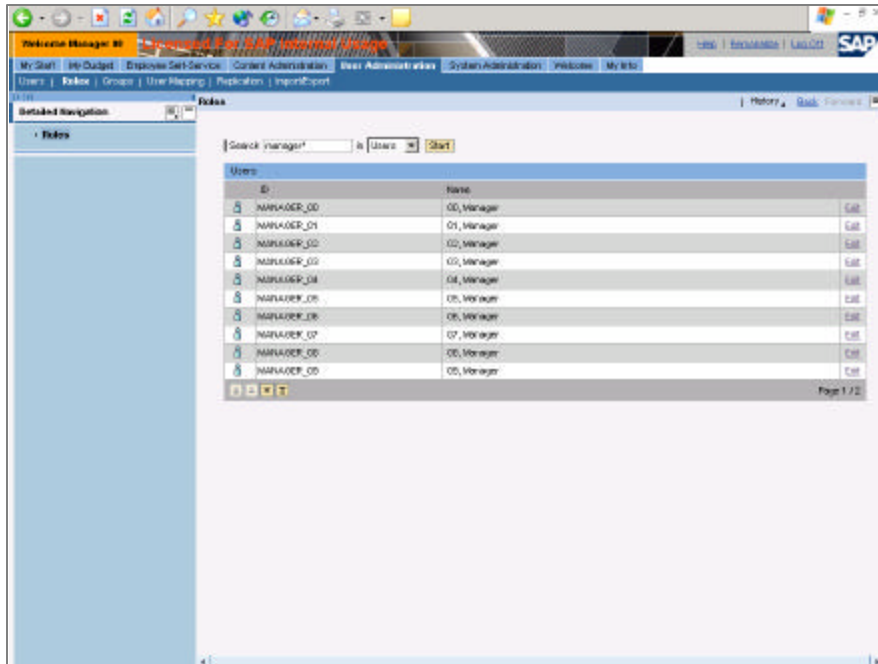 Welcome Manager 00 Licensed For SAP Internal Usage Help | Personalize | Log Off SAP
My Staff My Budget Employee Self-Service Content Administration User Administration System Administration Welcome My Info
Users | Roles | Groups | User Mapping | Replication | Import/Export
Roles | History Back Forward
Detailed Navigation
Roles
Search manager* in Users Start
Users
ID Name
MANAGER_00 00, Manager Edit
MANAGER_01 01, Manager Edit
MANAGER_02 02, Manager Edit
MANAGER_03 03, Manager Edit
MANAGER_04 04, Manager Edit
MANAGER_05 05, Manager Edit
MANAGER_06 06, Manager Edit
MANAGER_07 07, Manager Edit
MANAGER_08 08, Manager Edit
MANAGER_09 09, Manager Edit
Page 1 / 2